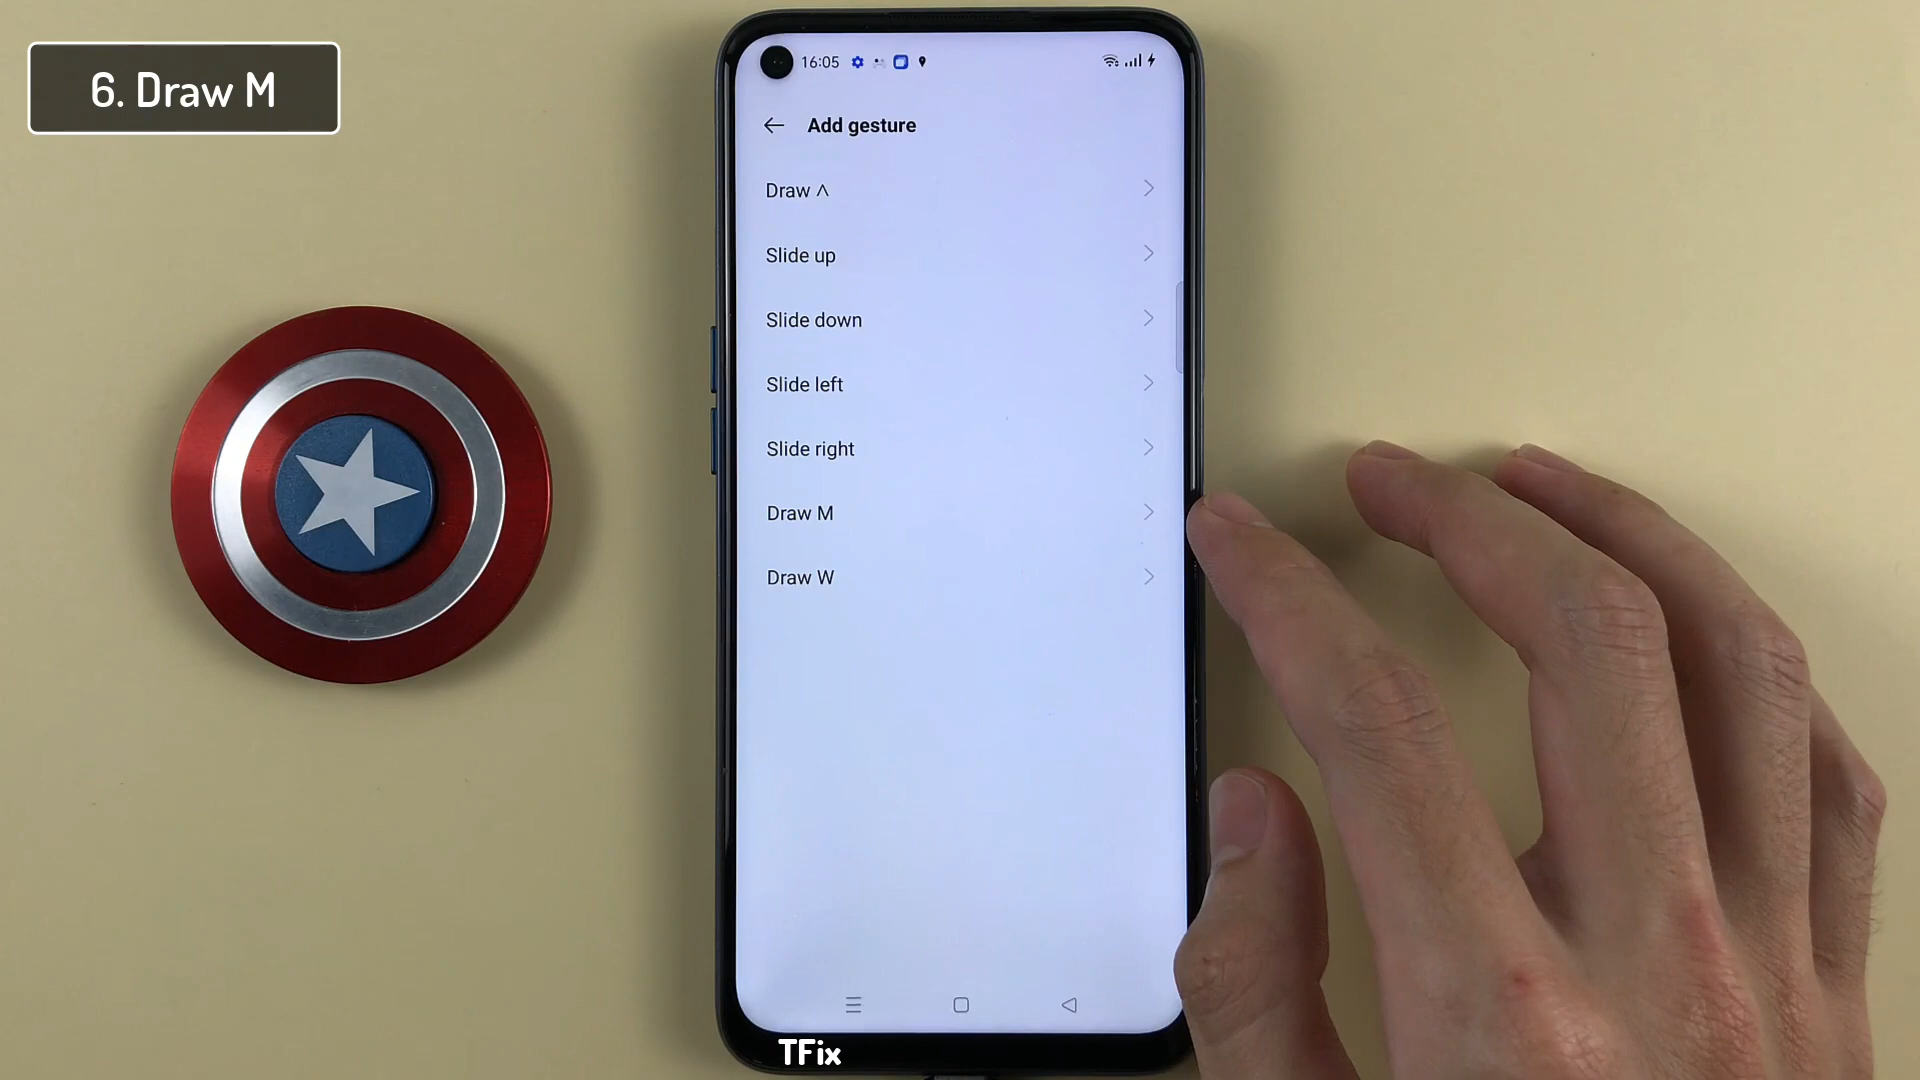 6. Draw M
16:05
Add gesture
Draw ꓥ
Slide up
Slide down
Slide left
Slide right
Draw M
Draw W
TFix